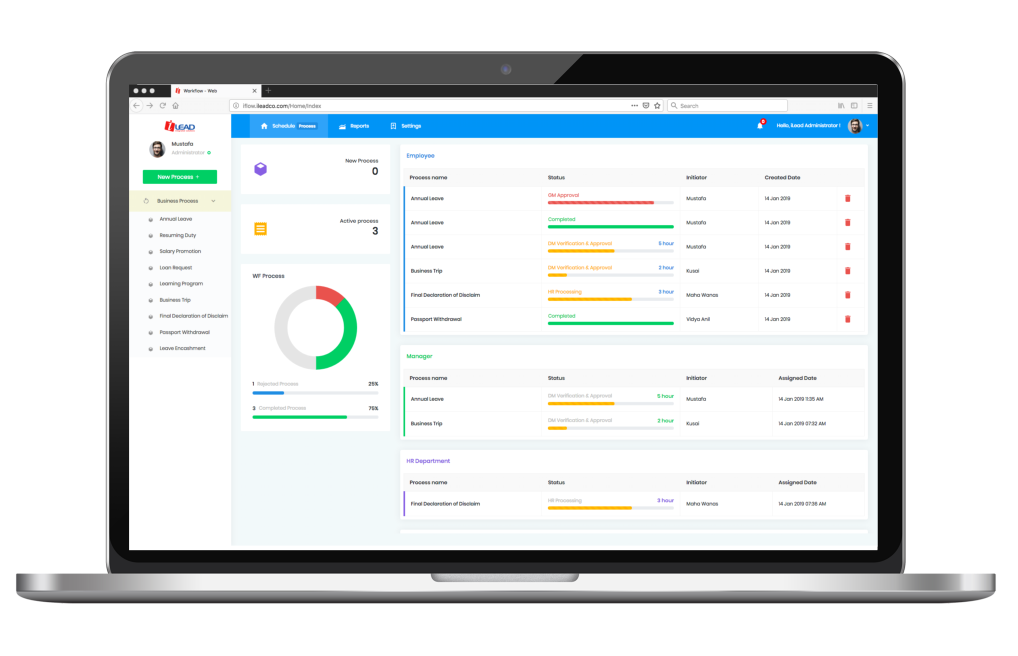 Workflow - Web
iflow.ileadco.com/Home/Index
Search
iLEAD
Mustafa
Administrator
New Process +
Business Process
Annual Leave
Resuming Duty
Salary Promotion
Loan Request
Learning Program
Business Trip
Final Declaration of Disclaim
Passport Withdrawal
Leave Encashment
Schedule Process
Reports
Settings
Hello, iLead Administrator !
New Process
0
Active process
3
WF Process
1 Rejected Process 25%
3 Completed Process 75%
Employee
Process name Status Initiator Created Date
Annual Leave GM Approval Mustafa 14 Jan 2019
Annual Leave Completed Mustafa 14 Jan 2019
Annual Leave DM Verification & Approval 5 hour Mustafa 14 Jan 2019
Business Trip DM Verification & Approval 2 hour Kusai 14 Jan 2019
Final Declaration of Disclaim HR Processing 3 hour Maha Wanas 14 Jan 2019
Passport Withdrawal Completed Vidya Anil 14 Jan 2019
Manager
Process name Status Initiator Assigned Date
Annual Leave DM Verification & Approval 5 hour Mustafa 14 Jan 2019 11:35 AM
Business Trip DM Verification & Approval 2 hour Kusai 14 Jan 2019 07:32 AM
HR Department
Process name Status Initiator Assigned Date
Final Declaration of Disclaim HR Processing 3 hour Maha Wanas 14 Jan 2019 07:36 AM